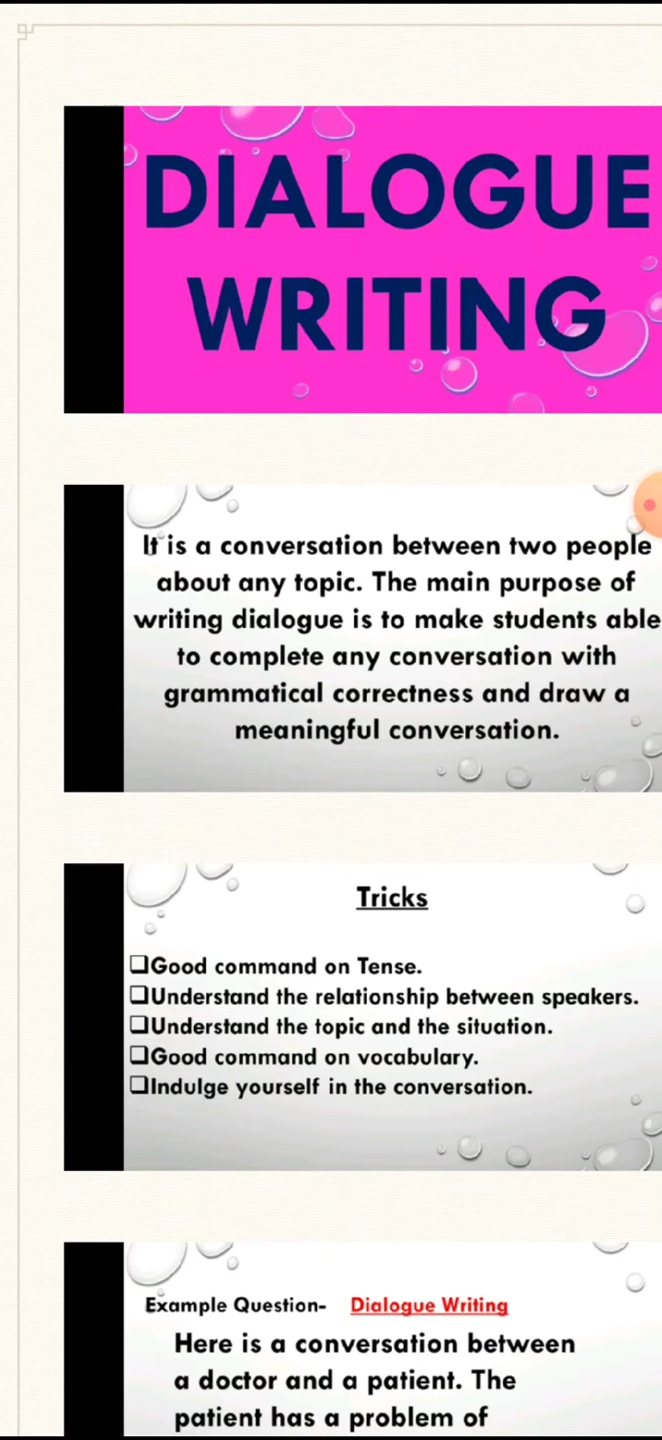 DIALOGUE
WRITING
It is a conversation between two people
about any topic. The main purpose of
writing dialogue is to make students able
to complete any conversation with
grammatical correctness and draw a
meaningful conversation.
Tricks
❑Good command on Tense.
❑Understand the relationship between speakers.
❑Understand the topic and the situation.
❑Good command on vocabulary.
❑Indulge yourself in the conversation.
Example Question- Dialogue Writing
Here is a conversation between
a doctor and a patient. The
patient has a problem of